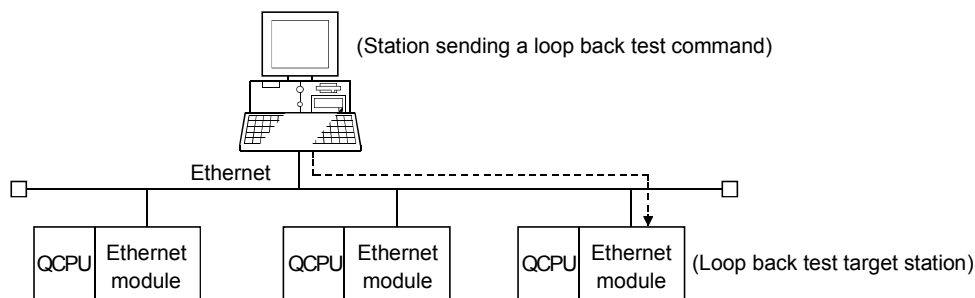 (Station sending a loop back test command)
Ethernet
QCPU
Ethernet
module
QCPU
Ethernet
module
QCPU
Ethernet
module
(Loop back test target station)